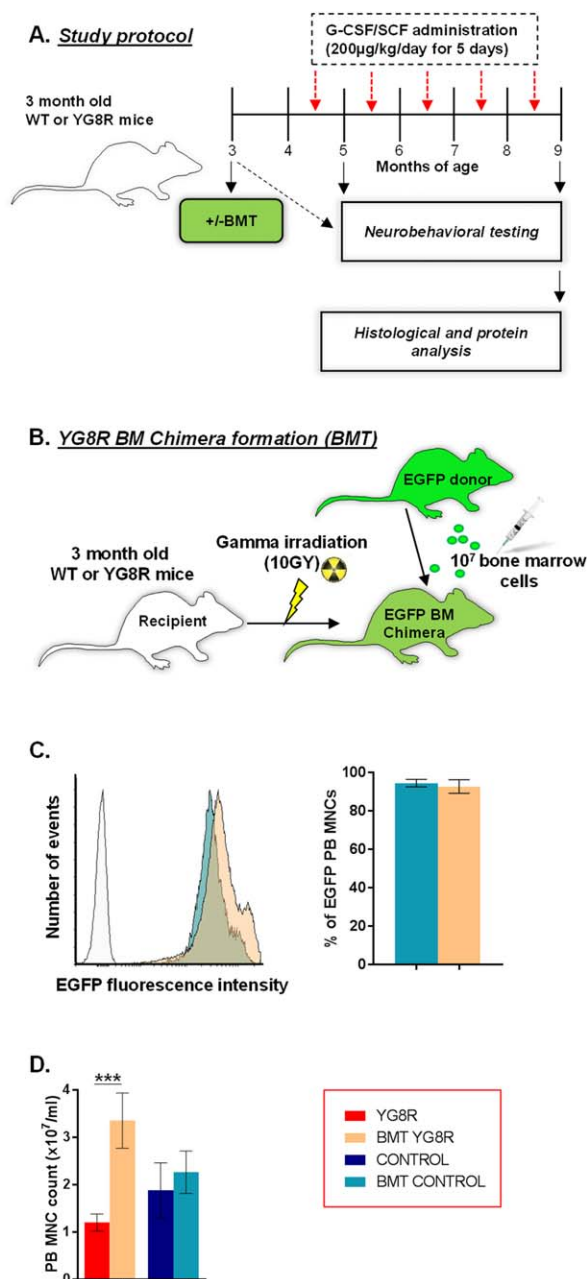 A. Study protocol
G-CSF/SCF administration
(200µg/kg/day for 5 days)
3 month old
WT or YG8R mice
3 4 5 6 7 8 9
Months of age
+/-BMT
Neurobehavioral testing
Histological and protein
analysis
B. YG8R BM Chimera formation (BMT)
EGFP donor
Gamma irradiation
(10GY)
10⁷ bone marrow
cells
3 month old
WT or YG8R mice
Recipient
EGFP BM
Chimera
C.
Number of events
EGFP fluorescence intensity
% of EGFP PB MNCs
100
80
60
40
20
0
D.
PB MNC count (x10⁷/ml)
4
3
2
1
0
***
YG8R
BMT YG8R
CONTROL
BMT CONTROL